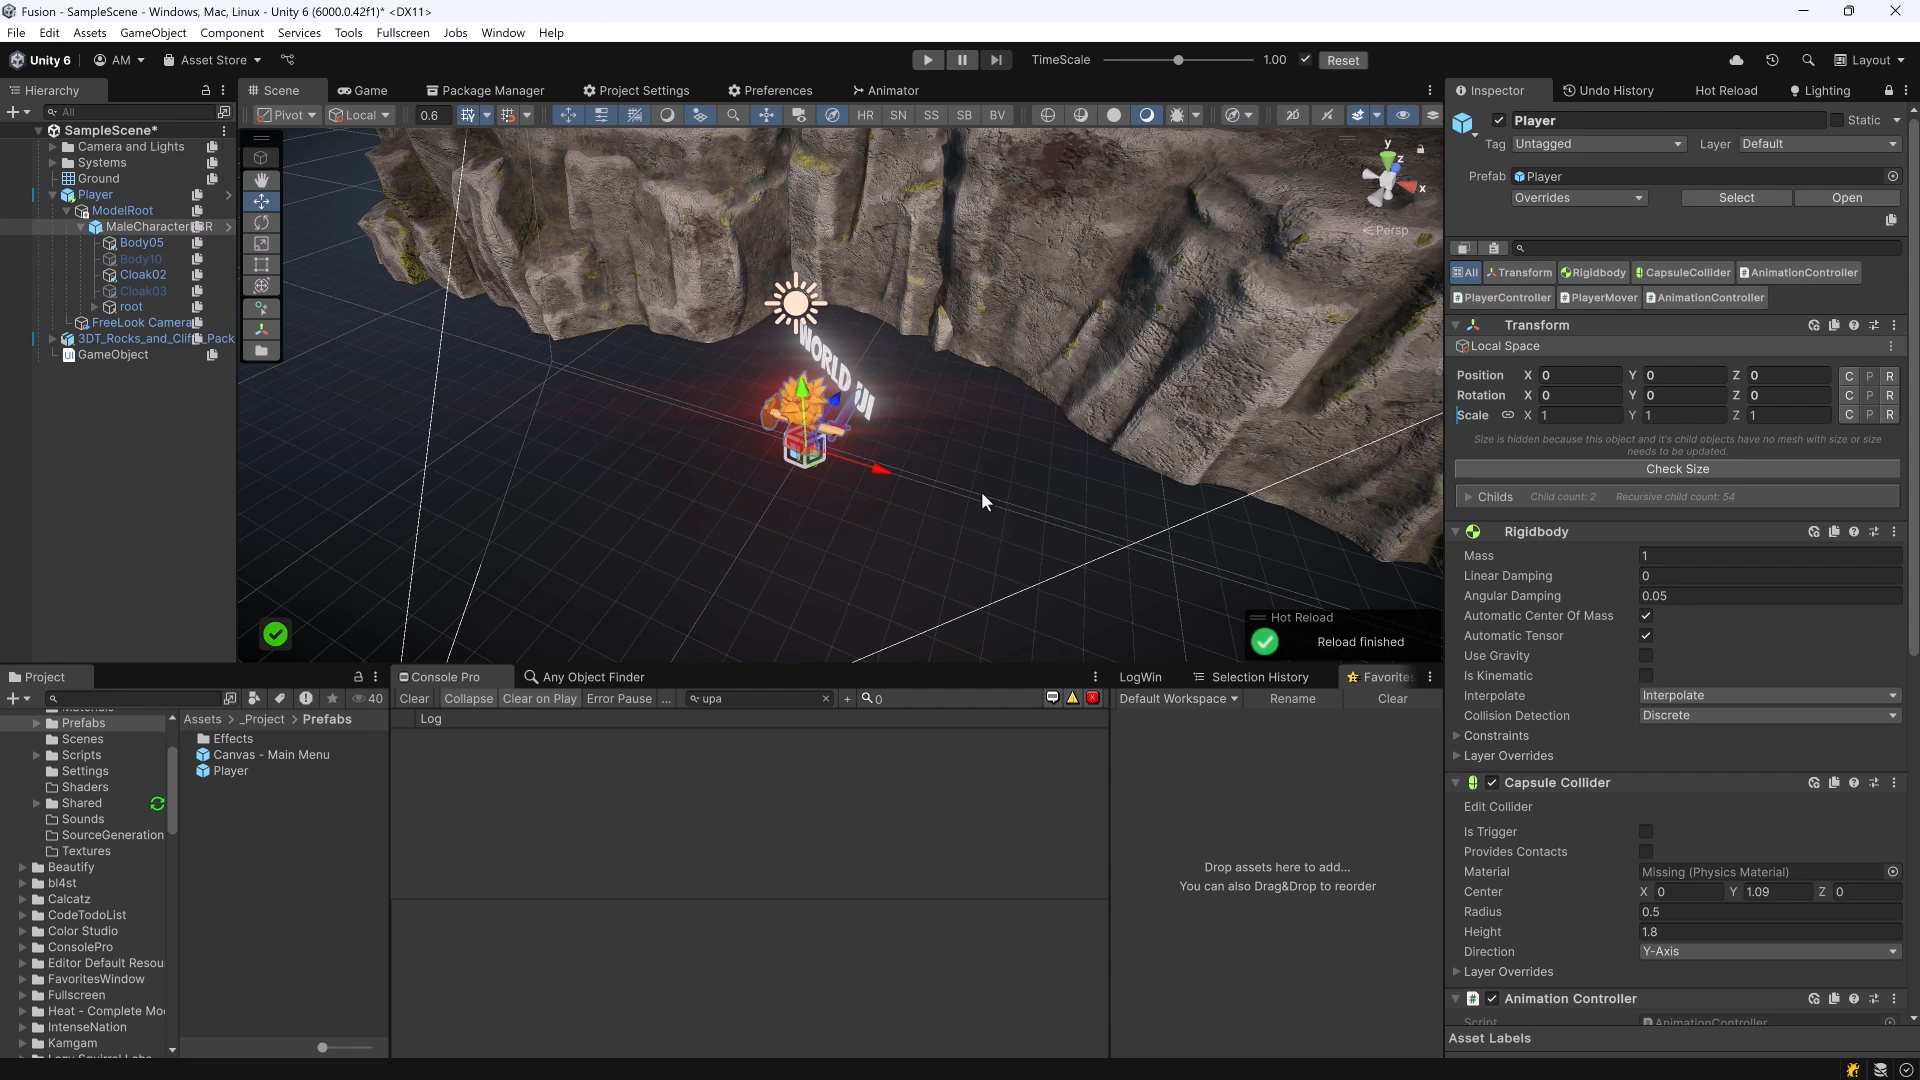 Fusion - SampleScene - Windows, Mac, Linux - Unity 6 (6000.0.42f1)* <DX11>
File Edit Assets GameObject Component Services Tools Fullscreen Jobs Window Help
Unity 6 AM Asset Store TimeScale 1.00 Reset Layout
Hierarchy Scene Game Package Manager Project Settings Preferences Animator Inspector Undo History Hot Reload Lighting
All Pivot Local 0.6 HR SN SS SB BV
Player Static
Tag Untagged Layer Default
Prefab Player
Overrides Select Open
SampleScene*
Camera and Lights
Systems
Ground
Player
ModelRoot
Body05
Body10
Cloak02
Cloak03
root
FreeLook Camera
GameObject
y
z
x
Persp
WORLD UI
Hot Reload
Reload finished
All Transform Rigidbody CapsuleCollider AnimationController
PlayerController PlayerMover AnimationController
Transform
Local Space
Position X 0 Y 0 Z 0 C P R
Rotation X 0 Y 0 Z 0 C P R
Scale X 1 Y 1 Z 1 C P R
Size is hidden because this object and it's child objects have no mesh with size or size
needs to be updated.
Check Size
Childs Child count: 2 Recursive child count: 54
Rigidbody
Mass 1
Linear Damping 0
Angular Damping 0.05
Automatic Center Of Mass
Automatic Tensor
Use Gravity
Is Kinematic
Interpolate Interpolate
Collision Detection Discrete
Constraints
Layer Overrides
Capsule Collider
Edit Collider
Is Trigger
Provides Contacts
Material Missing (Physics Material)
Center X 0 Y 1.09 Z 0
Radius 0.5
Height 1.8
Direction Y-Axis
Layer Overrides
Animation Controller
Script AnimationController
Asset Labels
Project
40
Prefabs
Scenes
Scripts
Settings
Shaders
Shared
Sounds
SourceGeneration
Textures
Beautify
bl4st
Calcatz
CodeTodoList
Color Studio
ConsolePro
Editor Default Resou
FavoritesWindow
Fullscreen
Heat - Complete Mo
IntenseNation
Kamgam
Assets > _Project > Prefabs
Effects
Canvas - Main Menu
Player
Console Pro Any Object Finder
Clear Collapse Clear on Play Error Pause ... upa × + 0
Log
LogWin Selection History Favorites
Default Workspace Rename Clear
Drop assets here to add...
You can also Drag&Drop to reorder